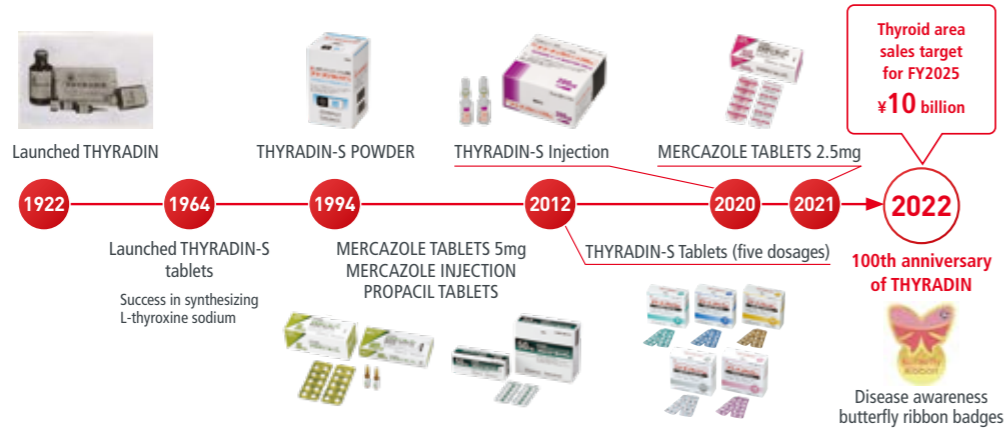 Thyroid area
sales target
for FY2025
¥10 billion
Launched THYRADIN
THYRADIN-S POWDER
THYRADIN-S Injection
MERCAZOLE TABLETS 2.5mg
1922
1964
1994
2012
2020
2021
2022
Launched THYRADIN-S
tablets
Success in synthesizing
L-thyroxine sodium
MERCAZOLE TABLETS 5mg
MERCAZOLE INJECTION
PROPACIL TABLETS
THYRADIN-S Tablets (five dosages)
100th anniversary
of THYRADIN
Disease awareness
butterfly ribbon badges